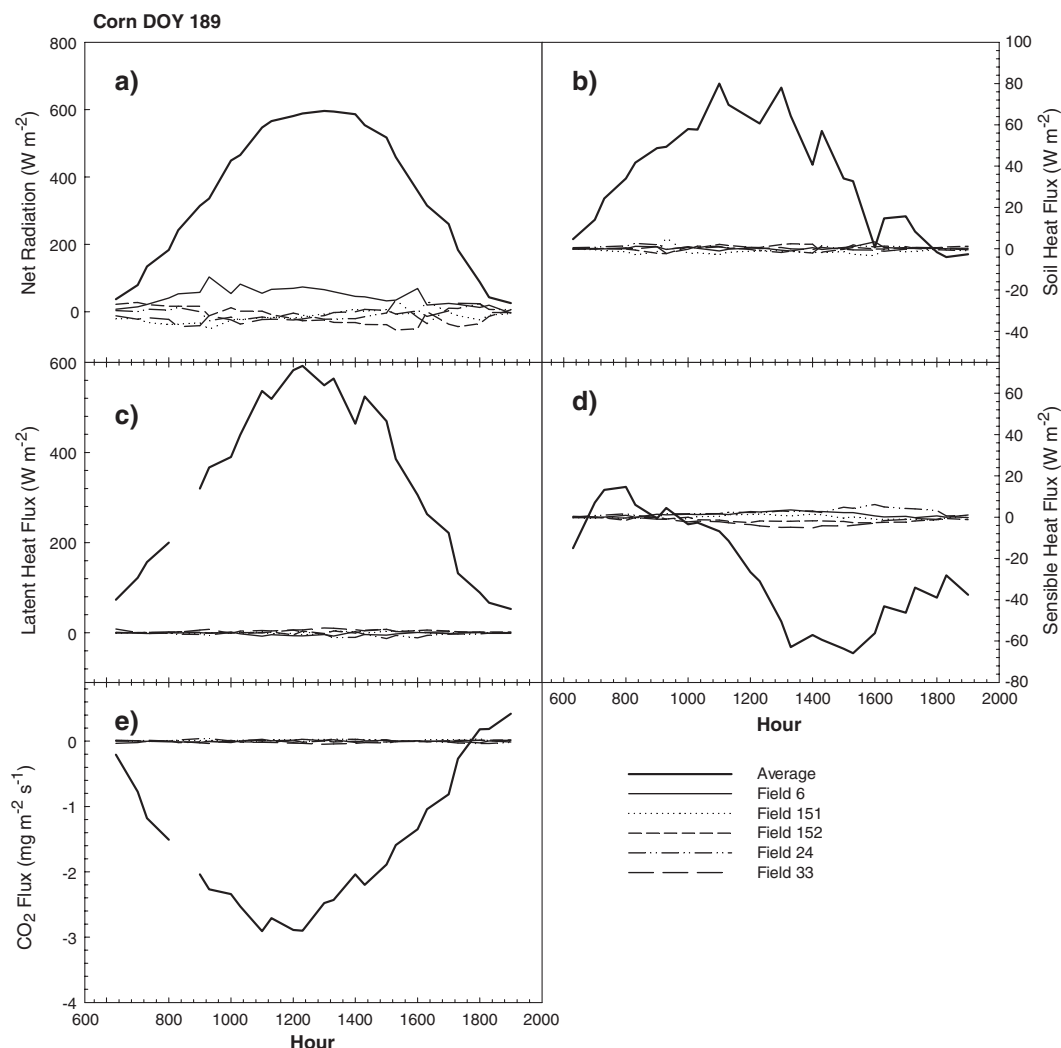 Corn DOY 189
a)
Net Radiation (W m⁻²)
800
600
400
200
0
b)
Soil Heat Flux (W m⁻²)
100
80
60
40
20
0
-20
-40
c)
Latent Heat Flux (W m⁻²)
600
400
200
0
d)
Sensible Heat Flux (W m⁻²)
60
40
20
0
-20
-40
-60
-80
600 800 1000 1200 1400 1600 1800 2000
Hour
e)
CO₂ Flux (mg m⁻² s⁻¹)
0
-1
-2
-3
-4
600 800 1000 1200 1400 1600 1800 2000
Hour
Average
Field 6
Field 151
Field 152
Field 24
Field 33